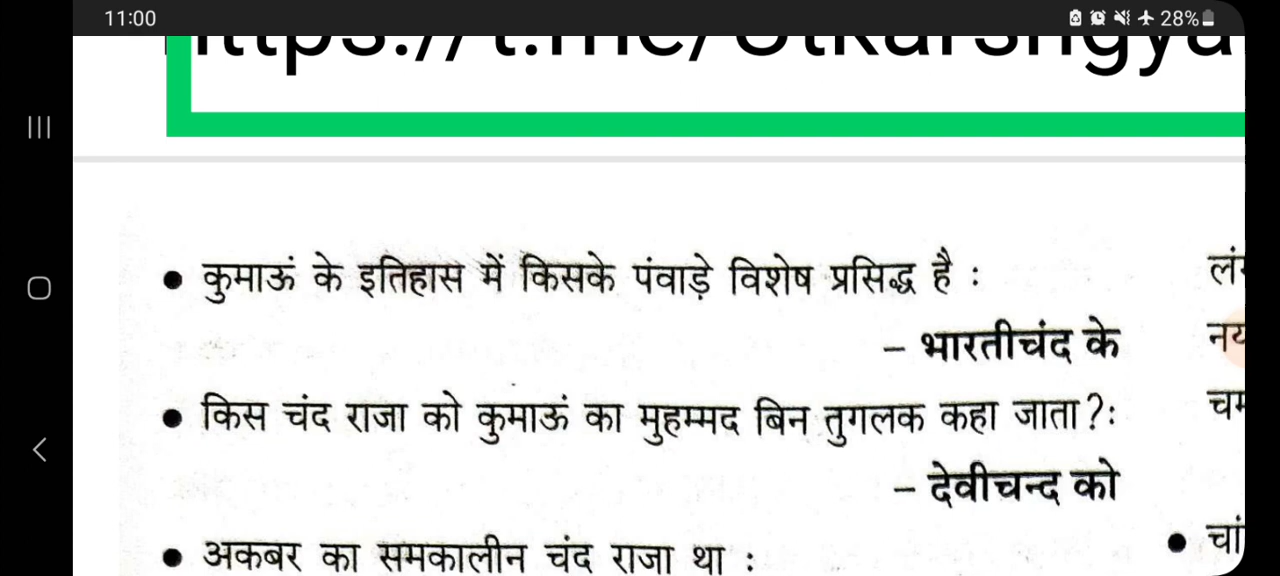 11:00
28%
• कुमाऊं के इतिहास में किसके पंवाड़े विशेष प्रसिद्ध है :
– भारतीचंद के
• किस चंद राजा को कुमाऊं का मुहम्मद बिन तुगलक कहा जाता?:
– देवीचन्द को
• अकबर का समकालीन चंद राजा था :